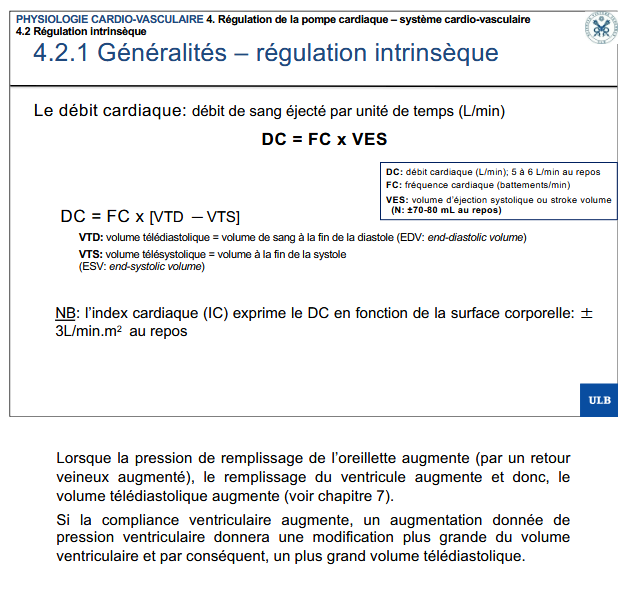 PHYSIOLOGIE CARDIO-VASCULAIRE 4. Régulation de la pompe cardiaque – système cardio-vasculaire
4.2 Régulation intrinsèque
4.2.1 Généralités – régulation intrinsèque
Le débit cardiaque: débit de sang éjecté par unité de temps (L/min)
DC = FC x VES
DC: débit cardiaque (L/min); 5 à 6 L/min au repos
FC: fréquence cardiaque (battements/min)
VES: volume d'éjection systolique ou stroke volume
(N: ±70-80 mL au repos)
DC = FC x [VTD – VTS]
VTD: volume télédiastolique = volume de sang à la fin de la diastole (EDV: end-diastolic volume)
VTS: volume télésystolique = volume à la fin de la systole
(ESV: end-systolic volume)
NB: l'index cardiaque (IC) exprime le DC en fonction de la surface corporelle: ±
3L/min.m² au repos
ULB
Lorsque la pression de remplissage de l'oreillette augmente (par un retour
veineux augmenté), le remplissage du ventricule augmente et donc, le
volume télédiastolique augmente (voir chapitre 7).
Si la compliance ventriculaire augmente, un augmentation donnée de
pression ventriculaire donnera une modification plus grande du volume
ventriculaire et par conséquent, un plus grand volume télédiastolique.